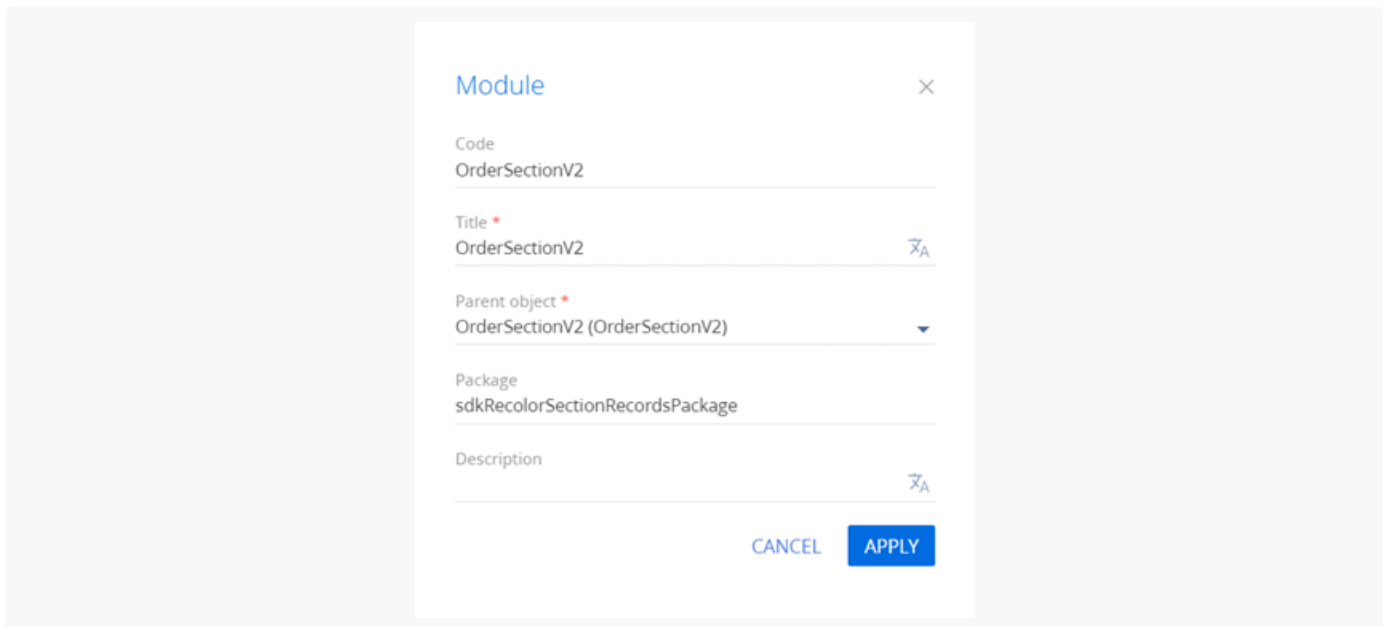 Module
Code
OrderSectionV2
Title *
OrderSectionV2
Parent object *
OrderSectionV2 (OrderSectionV2)
Package
sdkRecolorSectionRecordsPackage
Description
CANCEL APPLY